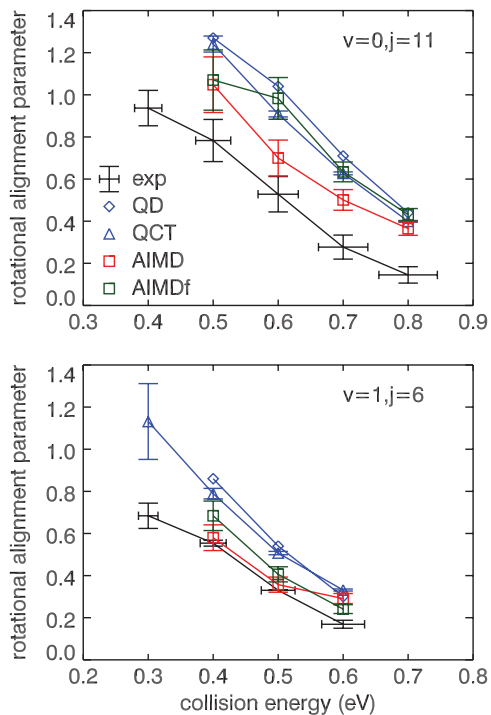 1.4
1.2
1.0
0.8
0.6
0.4
0.2
0.0
rotational alignment parameter
v=0,j=11
exp
QD
QCT
AIMD
AIMDf
0.2 0.3 0.4 0.5 0.6 0.7 0.8 0.9
1.4
1.2
1.0
0.8
0.6
0.4
0.2
0.0
rotational alignment parameter
v=1,j=6
0.2 0.3 0.4 0.5 0.6 0.7 0.8
collision energy (eV)